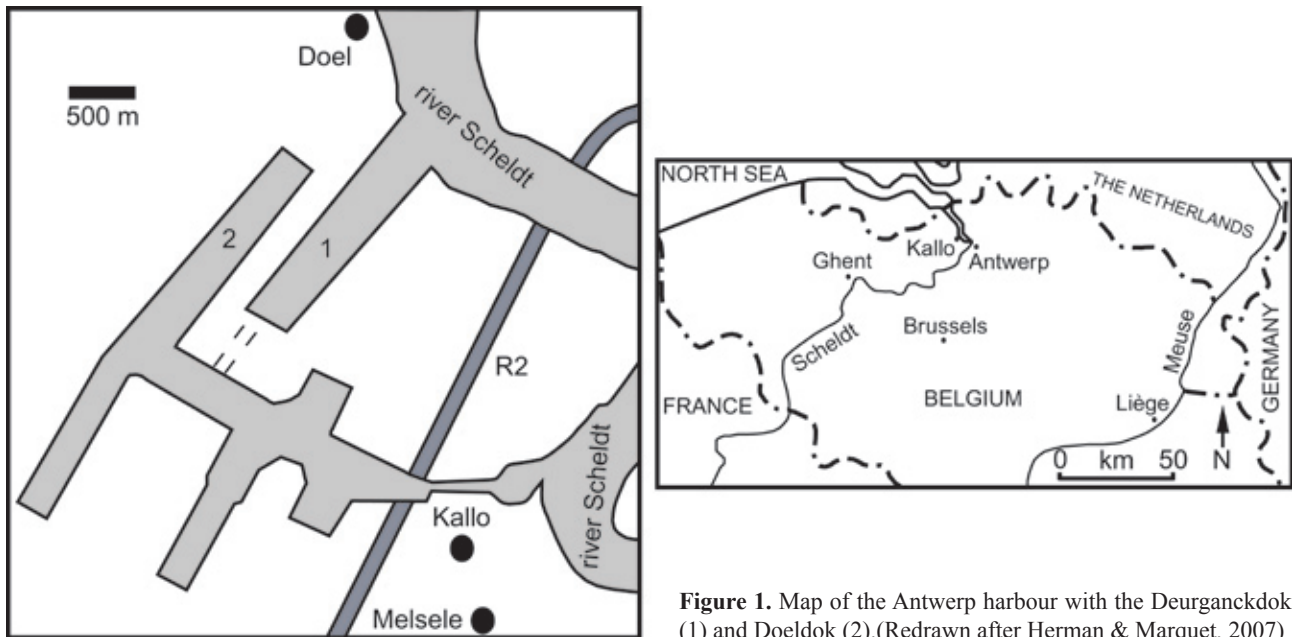 Doel
500 m
river Scheldt
2
1
R2
river Scheldt
Kallo
Melsele
NORTH SEA
THE NETHERLANDS
Kallo
Ghent
Antwerp
Brussels
Scheldt
Meuse
GERMANY
FRANCE
BELGIUM
Liège
0 km 50
N
Figure 1. Map of the Antwerp harbour with the Deurganckdok
(1) and Doeldok (2).(Redrawn after Herman & Marquet, 2007)